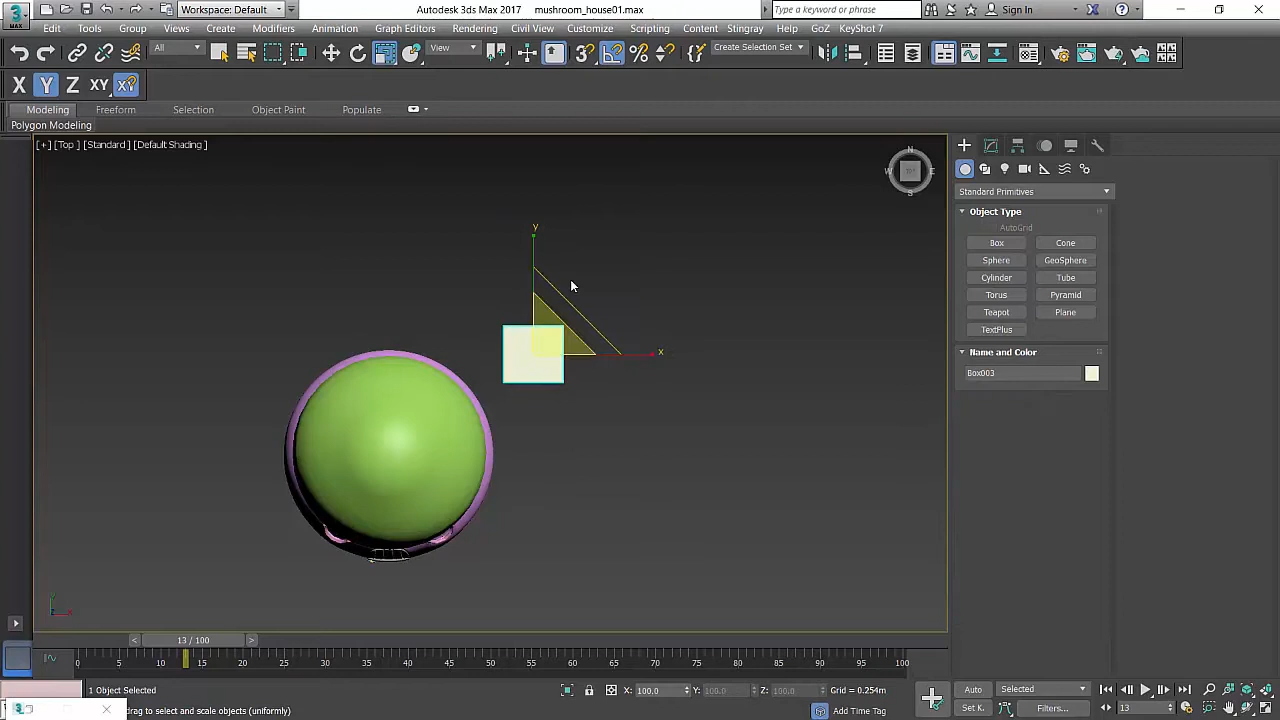 Workspace: Default
Autodesk 3ds Max 2017 mushroom_house01.max
Type a keyword or phrase
Sign In
MAX
Edit Tools Group Views Create Modifiers Animation Graph Editors Rendering Civil View Customize Scripting Content Stingray Help GoZ KeyShot 7
All
View
Create Selection Set
X Y Z XY XY
Modeling Freeform Selection Object Paint Populate
Polygon Modeling
[+] [Top ] [Standard ] [Default Shading ]
N
W E
S
y
x
Standard Primitives
Object Type
AutoGrid
Box Cone
Sphere GeoSphere
Cylinder Tube
Torus Pyramid
Teapot Plane
TextPlus
Name and Color
Box003
< 13 / 100 >
0 5 10 15 20 25 30 35 40 45 50 55 60 65 70 75 80 85 90 95 100
1 Object Selected
X: 100.0 Y: 100.0 Z: 100.0 Grid = 0.254m
Auto Selected
drag to select and scale objects (uniformly)
Add Time Tag
Set K. Filters... 13